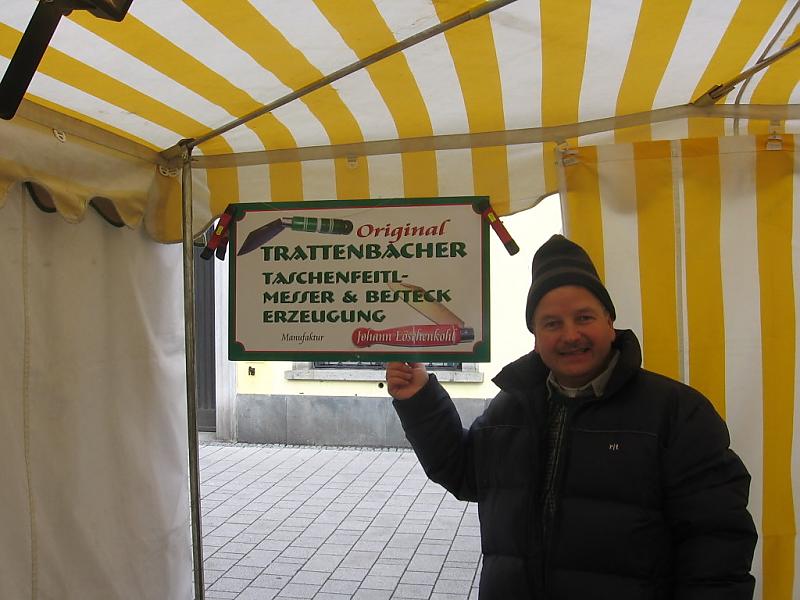 Original
TRATTENBACHER
TASCHENFEITL-
MESSER & BESTECK
ERZEUGUNG
Manufaktur
Johann Löschenkohl
r/t